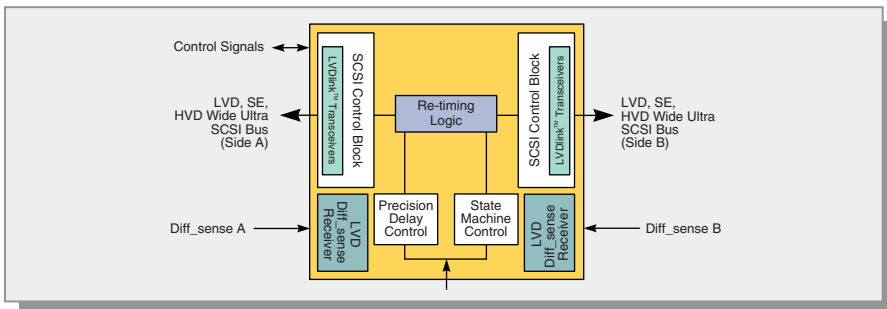 Control Signals
LVD, SE,
HVD Wide Ultra
SCSI Bus
(Side A)
Diff_sense A
SCSI Control Block
LVDlink™ Transceivers
LVD
Diff_sense
Receiver
Re-timing
Logic
Precision
Delay
Control
State
Machine
Control
SCSI Control Block
LVDlink™ Transceivers
LVD
Diff_sense
Receiver
LVD, SE,
HVD Wide Ultra
SCSI Bus
(Side B)
Diff_sense B